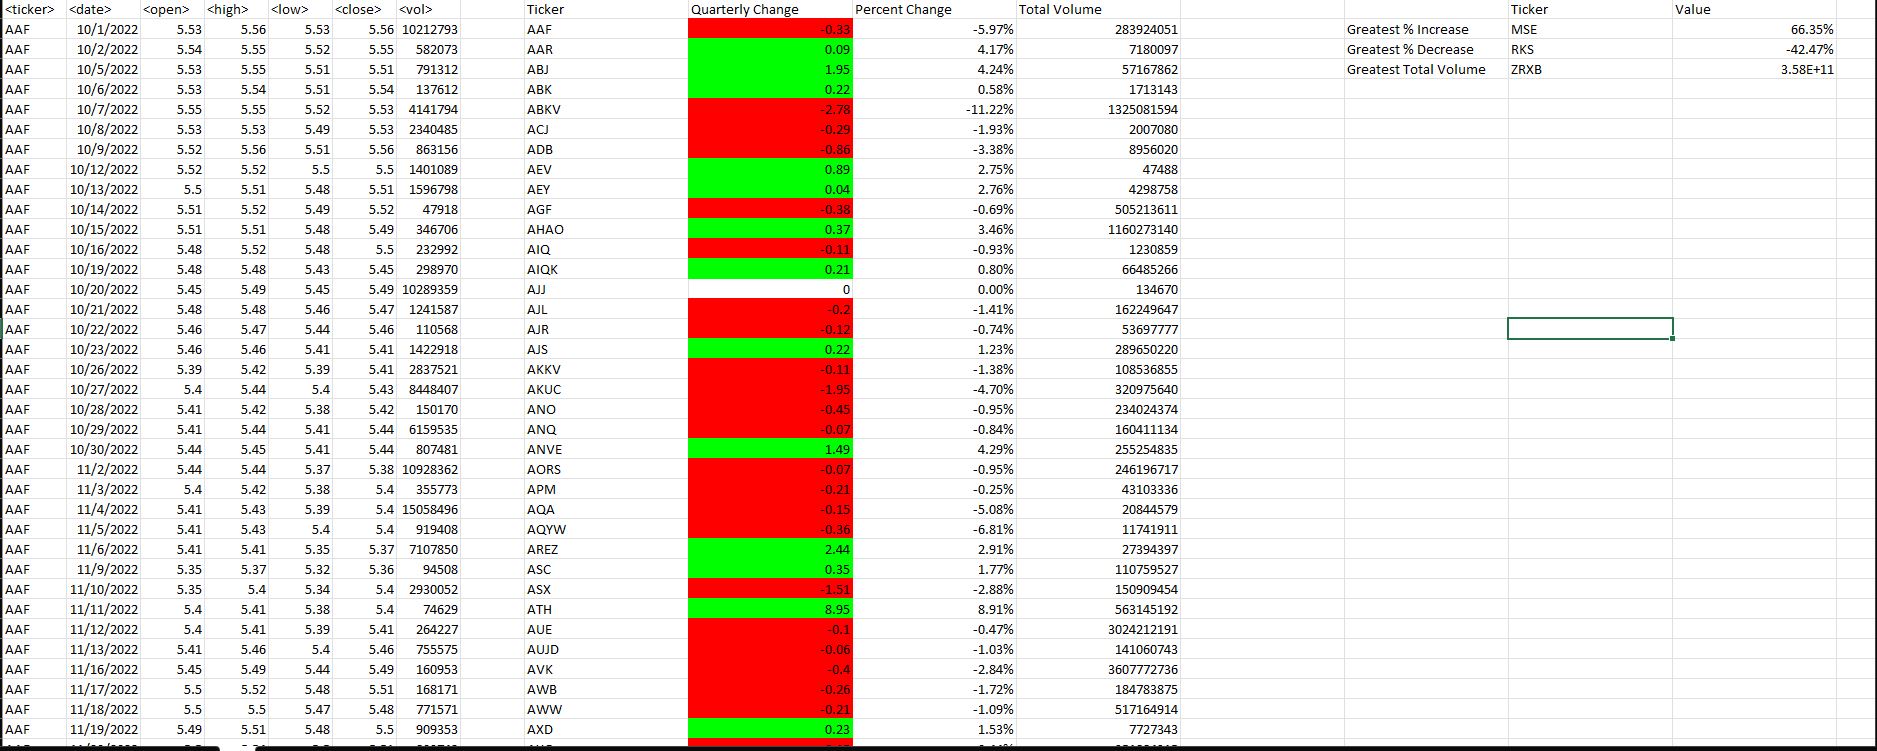 <ticker> <date> <open> <high> <low> <close> <vol> Ticker Quarterly Change Percent Change Total Volume Ticker Value
AAF 10/1/2022 5.53 5.56 5.53 5.56 10212793 AAF -0.33 -5.97% 283924051 Greatest % Increase MSE 66.35%
AAF 10/2/2022 5.54 5.55 5.52 5.55 582073 AAR 0.09 4.17% 7180097 Greatest % Decrease RKS -42.47%
AAF 10/5/2022 5.53 5.55 5.51 5.51 791312 ABJ 1.95 4.24% 57167862 Greatest Total Volume ZRXB 3.58E+11
AAF 10/6/2022 5.53 5.54 5.51 5.54 137612 ABK 0.22 0.58% 1713143
AAF 10/7/2022 5.55 5.55 5.52 5.53 4141794 ABKV -2.78 -11.22% 1325081594
AAF 10/8/2022 5.53 5.53 5.49 5.53 2340485 ACJ -0.29 -1.93% 2007080
AAF 10/9/2022 5.52 5.56 5.51 5.56 863156 ADB -0.86 -3.38% 8956020
AAF 10/12/2022 5.52 5.52 5.5 5.5 1401089 AEV 0.89 2.75% 47488
AAF 10/13/2022 5.5 5.51 5.48 5.51 1596798 AEY 0.04 2.76% 4298758
AAF 10/14/2022 5.51 5.52 5.49 5.52 47918 AGF -0.38 -0.69% 505213611
AAF 10/15/2022 5.51 5.51 5.48 5.49 346706 AHAO 0.37 3.46% 1160273140
AAF 10/16/2022 5.48 5.52 5.48 5.5 232992 AIQ -0.11 -0.93% 1230859
AAF 10/19/2022 5.48 5.48 5.43 5.45 298970 AIQK 0.21 0.80% 66485266
AAF 10/20/2022 5.45 5.49 5.45 5.49 10289359 AJJ 0 0.00% 134670
AAF 10/21/2022 5.48 5.48 5.46 5.47 1241587 AJL -0.2 -1.41% 162249647
AAF 10/22/2022 5.46 5.47 5.44 5.46 110568 AJR -0.12 -0.74% 53697777
AAF 10/23/2022 5.46 5.46 5.41 5.41 1422918 AJS 0.22 1.23% 289650220
AAF 10/26/2022 5.39 5.42 5.39 5.41 2837521 AKKV -0.11 -1.38% 108536855
AAF 10/27/2022 5.4 5.44 5.4 5.43 8448407 AKUC -1.95 -4.70% 320975640
AAF 10/28/2022 5.41 5.42 5.38 5.42 150170 ANO -0.45 -0.95% 234024374
AAF 10/29/2022 5.41 5.44 5.41 5.44 6159535 ANQ -0.07 -0.84% 160411134
AAF 10/30/2022 5.44 5.45 5.41 5.44 807481 ANVE 1.49 4.29% 255254835
AAF 11/2/2022 5.44 5.44 5.37 5.38 10928362 AORS -0.07 -0.95% 246196717
AAF 11/3/2022 5.4 5.42 5.38 5.4 355773 APM -0.21 -0.25% 43103336
AAF 11/4/2022 5.41 5.43 5.39 5.4 15058496 AQA -0.15 -5.08% 20844579
AAF 11/5/2022 5.41 5.43 5.4 5.4 919408 AQYW -0.36 -6.81% 11741911
AAF 11/6/2022 5.41 5.41 5.35 5.37 7107850 AREZ 2.44 2.91% 27394397
AAF 11/9/2022 5.35 5.37 5.32 5.36 94508 ASC 0.35 1.77% 110759527
AAF 11/10/2022 5.35 5.4 5.34 5.4 2930052 ASX -1.51 -2.88% 150909454
AAF 11/11/2022 5.4 5.41 5.38 5.4 74629 ATH 8.95 8.91% 563145192
AAF 11/12/2022 5.4 5.41 5.39 5.41 264227 AUE -0.1 -0.47% 3024212191
AAF 11/13/2022 5.41 5.46 5.4 5.46 755575 AUJD -0.06 -1.03% 141060743
AAF 11/16/2022 5.45 5.49 5.44 5.49 160953 AVK -0.4 -2.84% 3607772736
AAF 11/17/2022 5.5 5.52 5.48 5.51 168171 AWB -0.26 -1.72% 184783875
AAF 11/18/2022 5.5 5.5 5.47 5.48 771571 AWW -0.21 -1.09% 517164914
AAF 11/19/2022 5.49 5.51 5.48 5.5 909353 AXD 0.23 1.53% 7727343